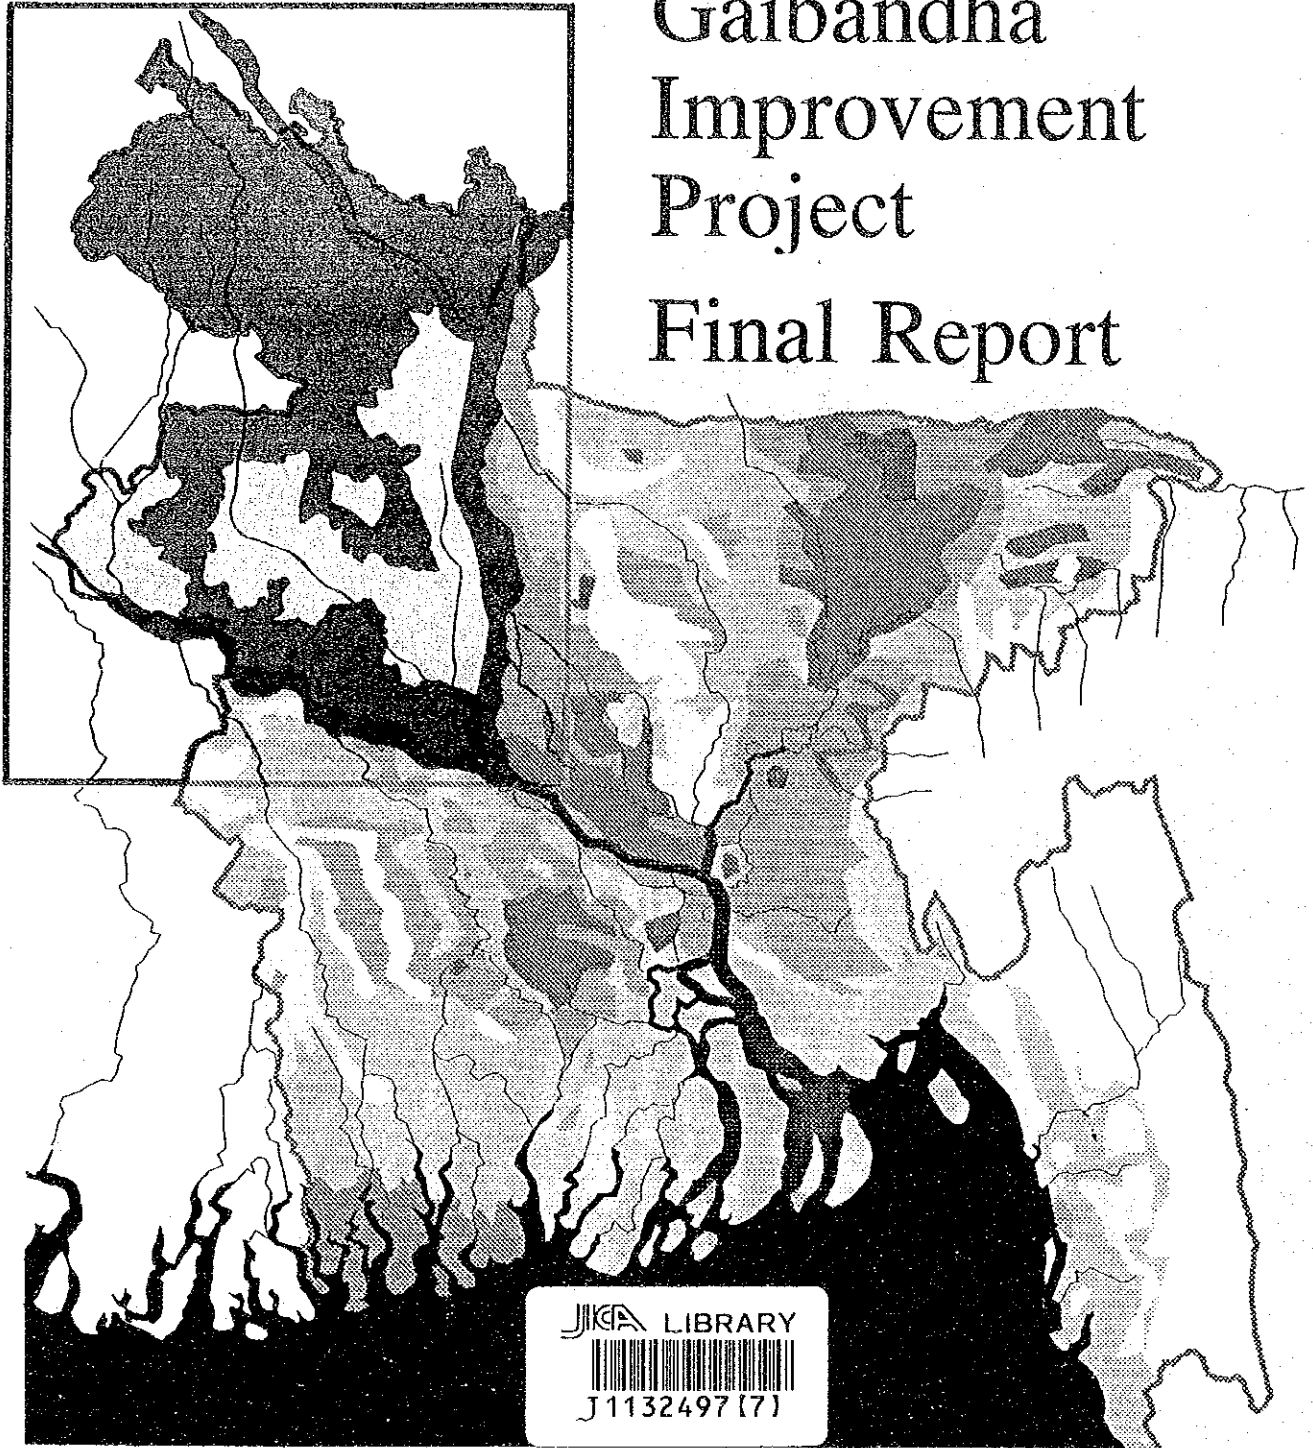 Gaibandha
Improvement
Project
Final Report
JICA LIBRARY
J1132497[7]